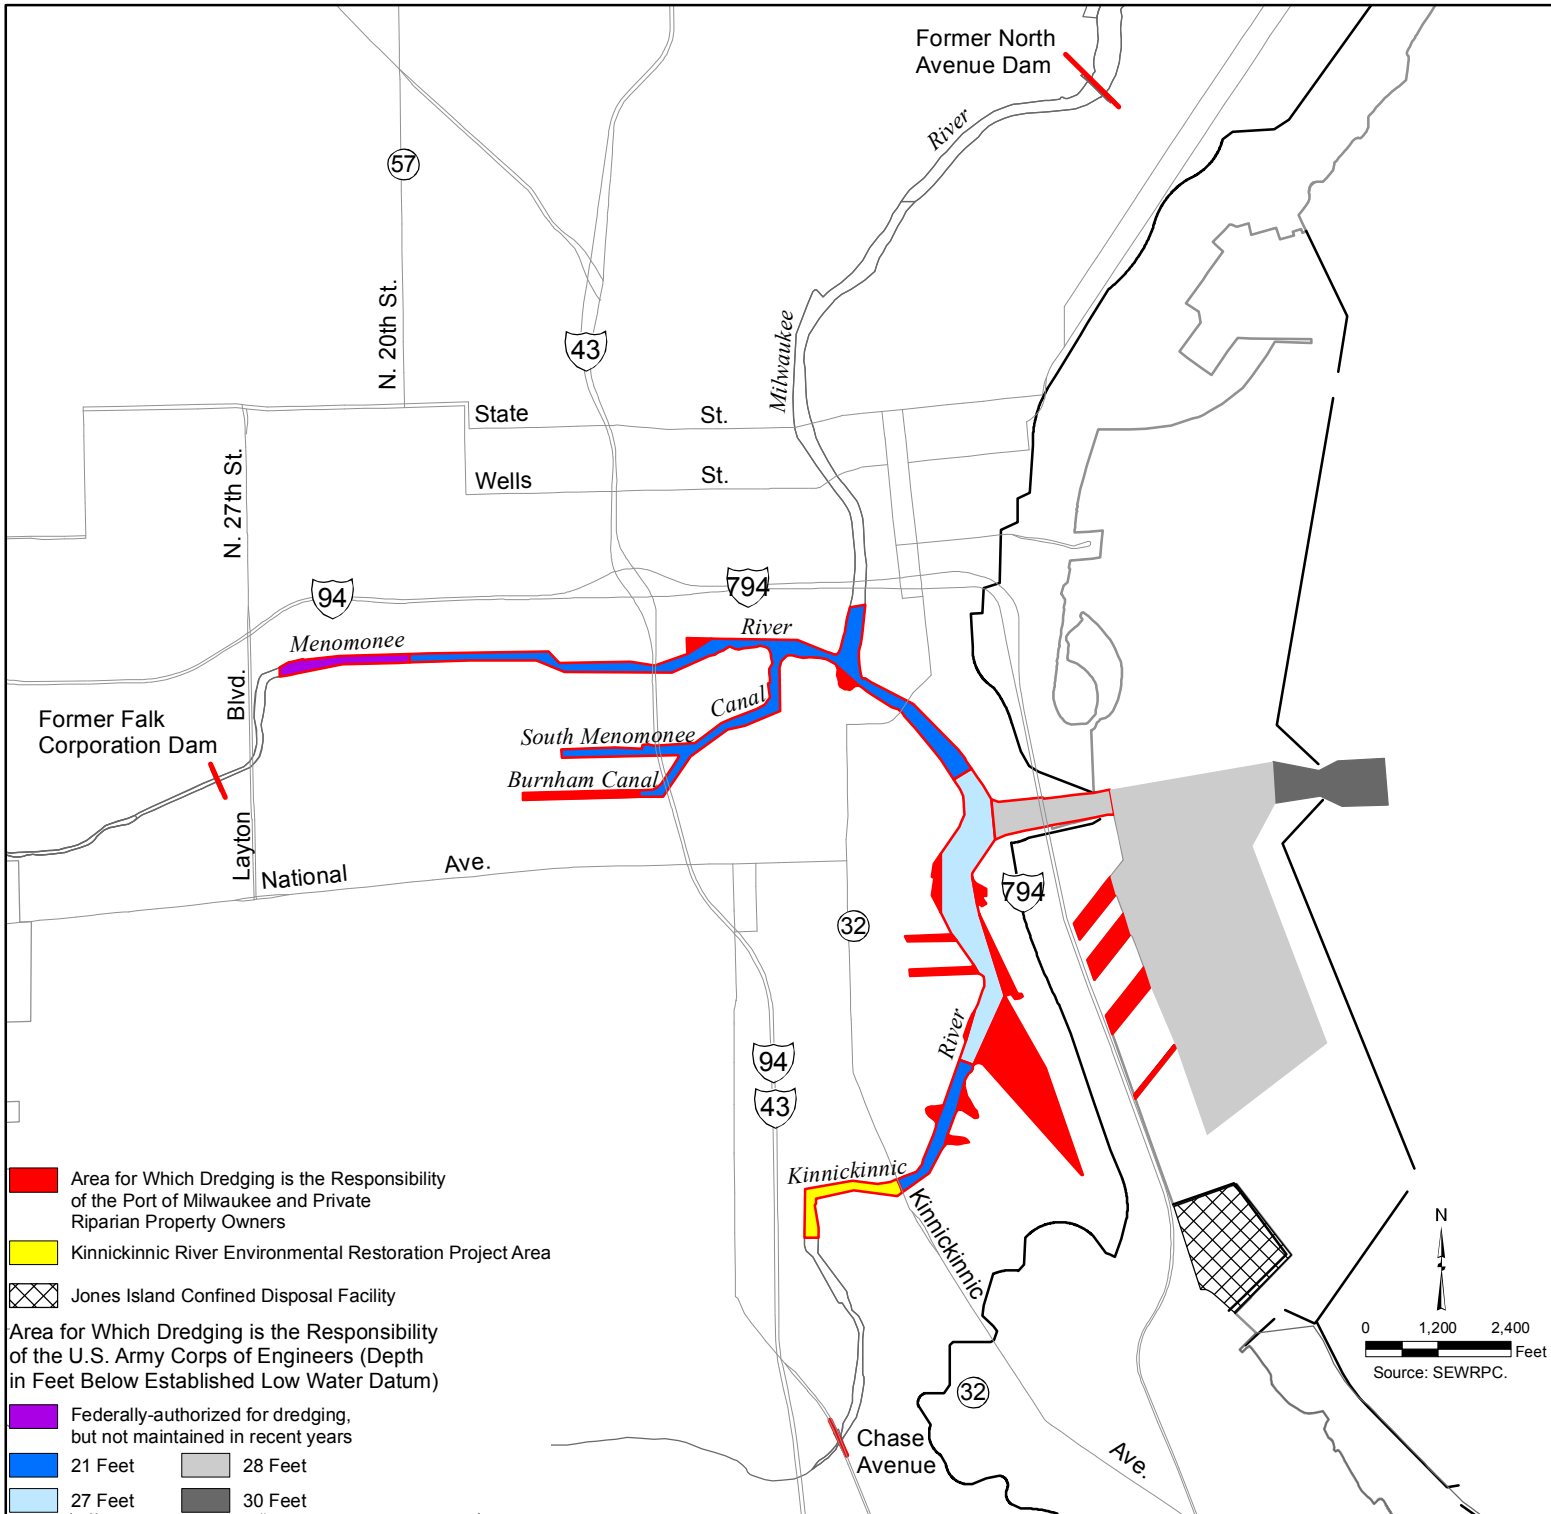 Former North
Avenue Dam
River
57
N. 20th St.
43
Milwaukee
State St.
Wells St.
N. 27th St.
94
794
Menomonee River
Blvd.
Canal
Former Falk
Corporation Dam
South Menomonee
Burnham Canal
Layton
National Ave.
794
32
River
94
43
Kinnickinnic
Kinnickinnic
Area for Which Dredging is the Responsibility
of the Port of Milwaukee and Private
Riparian Property Owners
Kinnickinnic River Environmental Restoration Project Area
Jones Island Confined Disposal Facility
Area for Which Dredging is the Responsibility
of the U.S. Army Corps of Engineers (Depth
in Feet Below Established Low Water Datum)
Federally-authorized for dredging,
but not maintained in recent years
21 Feet 28 Feet
27 Feet 30 Feet
N
0 1,200 2,400
Feet
Source: SEWRPC.
32
Chase
Avenue
Ave.